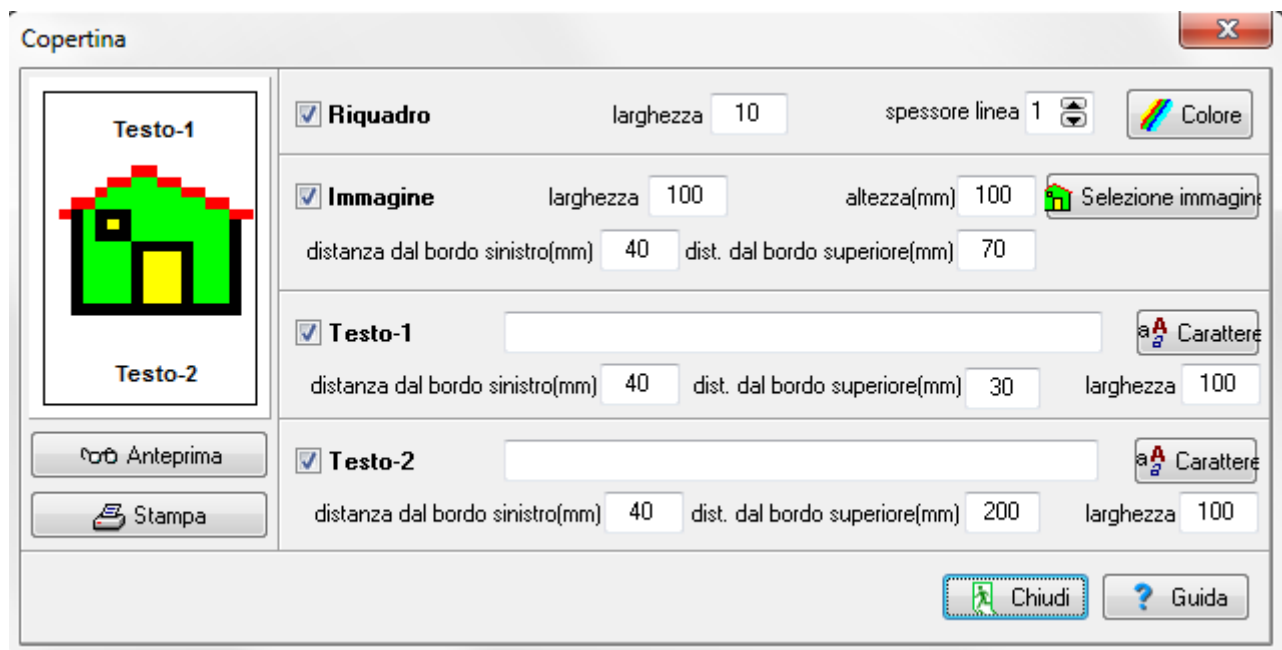 Copertina
Testo-1
Testo-2
Anteprima
Stampa
Riquadro larghezza 10 spessore linea 1 Colore
Immagine larghezza 100 altezza(mm) 100 Selezione immagine
distanza dal bordo sinistro(mm) 40 dist. dal bordo superiore(mm) 70
Testo-1 aAa Carattere
distanza dal bordo sinistro(mm) 40 dist. dal bordo superiore(mm) 30 larghezza 100
Testo-2 aAa Carattere
distanza dal bordo sinistro(mm) 40 dist. dal bordo superiore(mm) 200 larghezza 100
Chiudi ? Guida